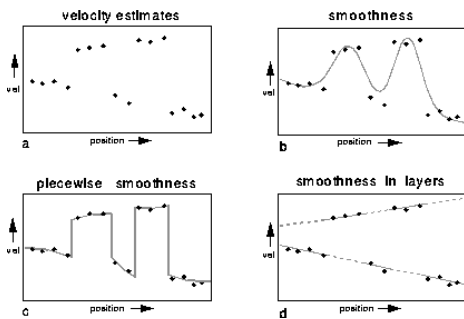 velocity estimates
vel
position
a
smoothness
vel
position
b
piecewise smoothness
vel
position
c
smoothness in layers
vel
position
d